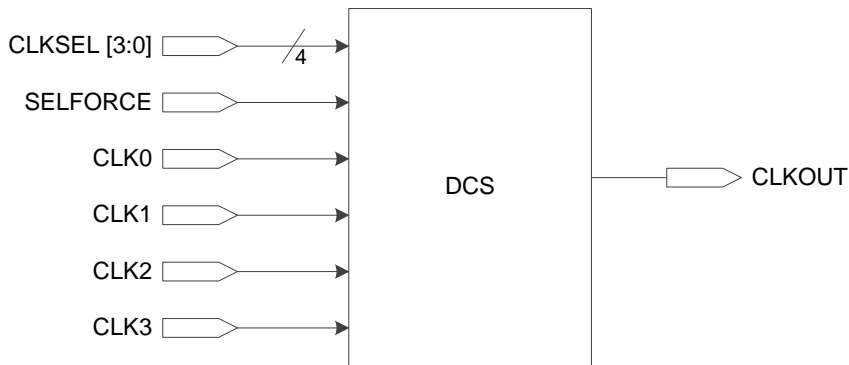 CLKSEL [3:0]
4
SELFORCE
CLK0
CLK1
DCS
CLKOUT
CLK2
CLK3